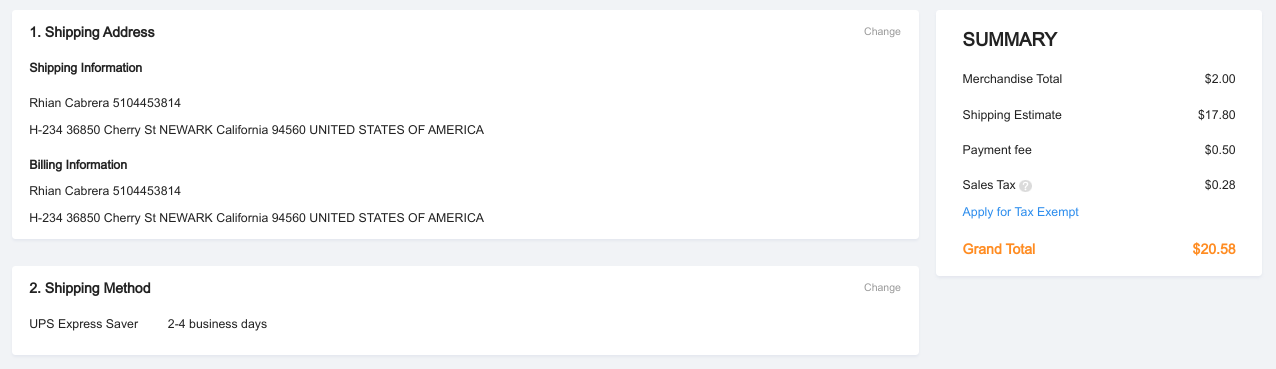 1. Shipping Address
Change
Shipping Information
Rhian Cabrera 5104453814
H-234 36850 Cherry St NEWARK California 94560 UNITED STATES OF AMERICA
Billing Information
Rhian Cabrera 5104453814
H-234 36850 Cherry St NEWARK California 94560 UNITED STATES OF AMERICA
2. Shipping Method
Change
UPS Express Saver 2-4 business days
SUMMARY
Merchandise Total $2.00
Shipping Estimate $17.80
Payment fee $0.50
Sales Tax ? $0.28
Apply for Tax Exempt
Grand Total $20.58